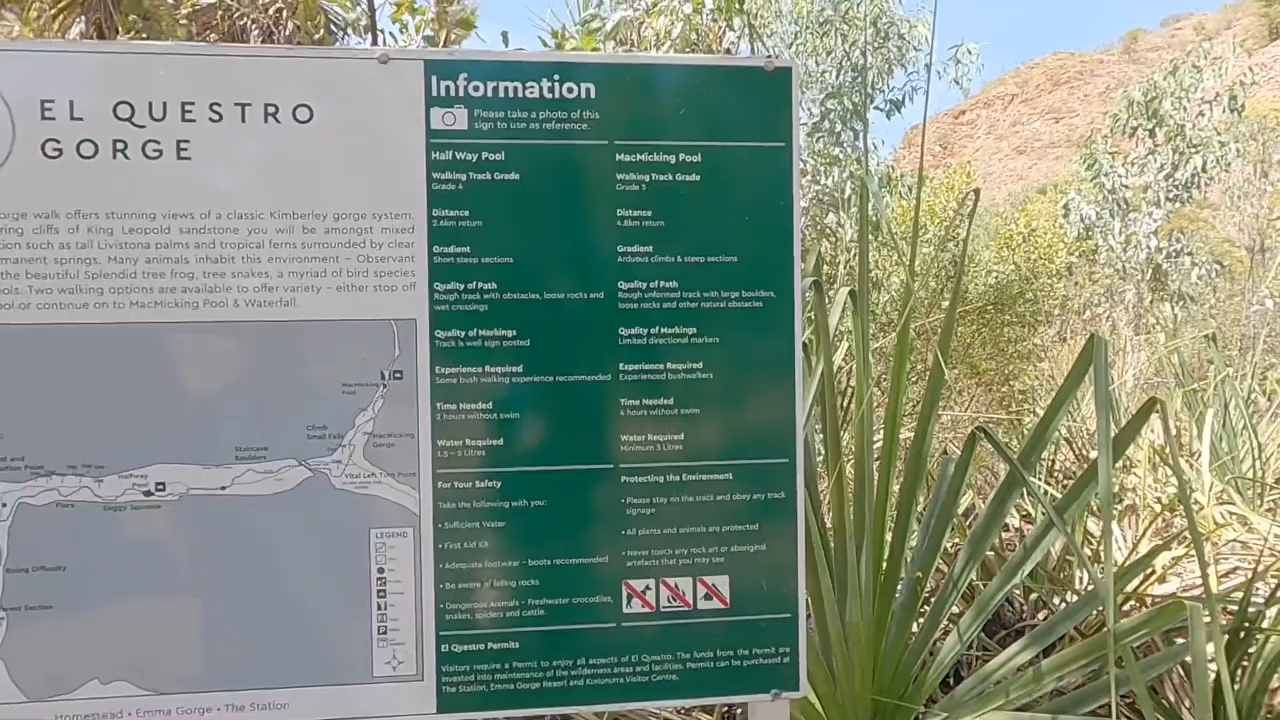 EL QUESTRO
GORGE
orge walk offers stunning views of a classic Kimberley gorge system.
ring cliffs of King Leopold sandstone you will be amongst mixed
tion such as tall Livistona palms and tropical ferns surrounded by clear
manent springs. Many animals inhabit this environment – Observant
the beautiful Splendid tree frog, tree snakes, a myriad of bird species
ols. Two walking options are available to offer variety – either stop off
ool or continue on to MacMicking Pool & Waterfall.
MacMicking
Pool
Climb
Small Falls
MacMicking
Gorge
Staircase
Boulders
Halfway
Pool
Vital Left Turn Point
Soggy Squeeze
Rising Difficulty
LEGEND
Homestead • Emma Gorge • The Station
Information
Please take a photo of this
sign to use as reference.
Half Way Pool
Walking Track Grade
Grade 4
Distance
2.6km return
Gradient
Short steep sections
Quality of Path
Rough track with obstacles, loose rocks and
wet crossings
Quality of Markings
Track is well sign posted
Experience Required
Some bush walking experience recommended
Time Needed
2 hours without swim
Water Required
1.5 – 2 Litres
MacMicking Pool
Walking Track Grade
Grade 5
Distance
4.8km return
Gradient
Arduous climbs & steep sections
Quality of Path
Rough unformed track with large boulders,
loose rocks and other natural obstacles
Quality of Markings
Limited directional markers
Experience Required
Experienced bushwalkers
Time Needed
4 hours without swim
Water Required
Minimum 3 Litres
For Your Safety
Take the following with you:
• Sufficient Water
• First Aid Kit
• Adequate footwear – boots recommended
• Be aware of falling rocks
• Dangerous Animals – Freshwater crocodiles,
snakes, spiders and cattle.
Protecting the Environment
• Please stay on the track and obey any track
signage
• All plants and animals are protected
• Never touch any rock art or aboriginal
artefacts that you may see
El Questro Permits
Visitors require a Permit to enjoy all aspects of El Questro. The funds from the Permit are
invested into maintenance of the wilderness areas and facilities. Permits can be purchased at
The Station, Emma Gorge Resort and Kununurra Visitor Centre.